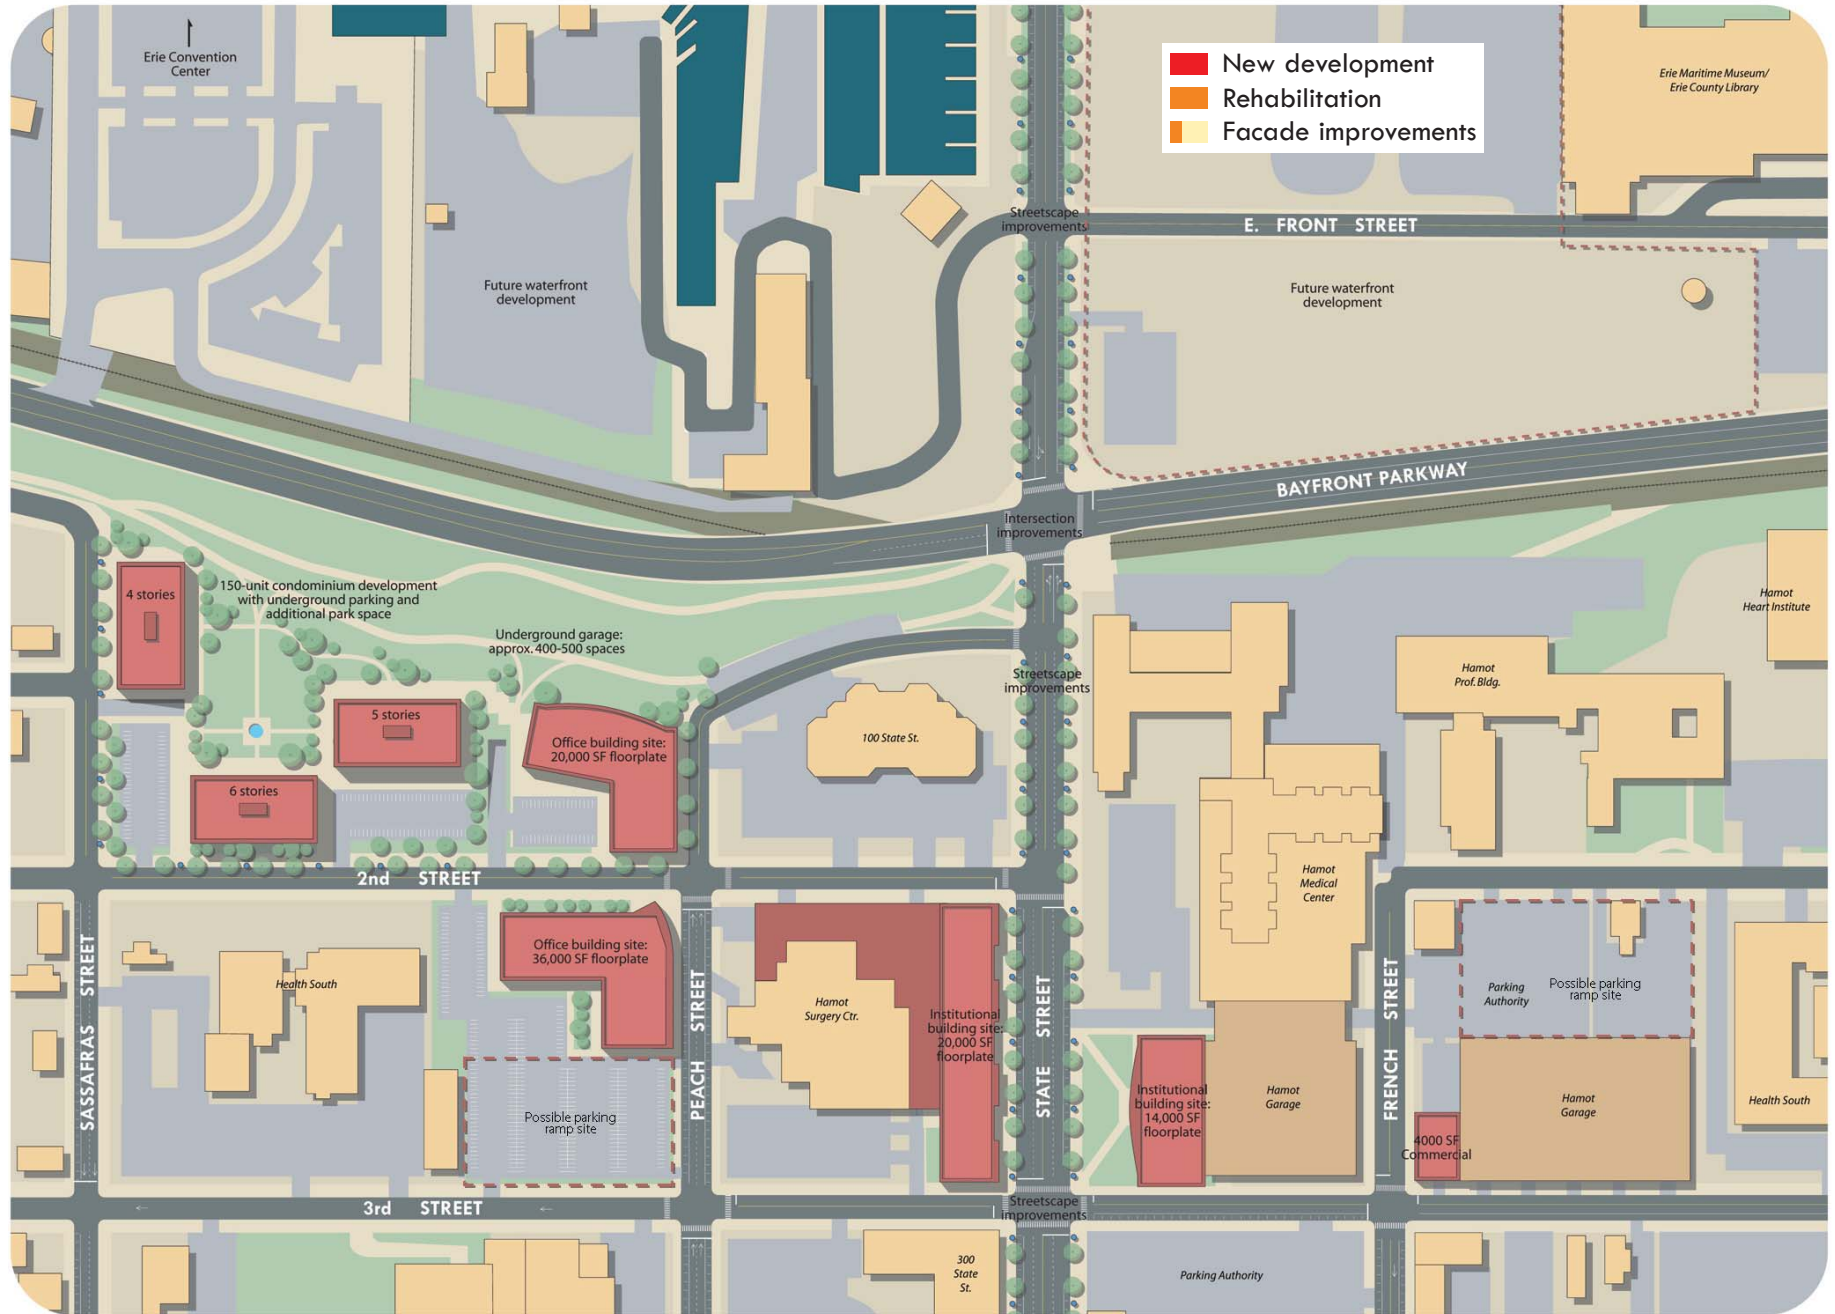 Erie Convention
Center
New development
Rehabilitation
Facade improvements
Erie Maritime Museum/
Erie County Library
Streetscape
improvements
E. FRONT STREET
Future waterfront
development
Future waterfront
development
BAYFRONT PARKWAY
Intersection
improvements
4 stories
150-unit condominium development
with underground parking and
additional park space
Underground garage:
approx. 400-500 spaces
Hamot
Heart Institute
Streetscape
improvements
Hamot
Prof. Bldg.
5 stories
Office building site:
20,000 SF floorplate
100 State St.
6 stories
2nd STREET
Hamot
Medical
Center
Office building site:
36,000 SF floorplate
Health South
SASSAFRAS STREET
PEACH STREET
Hamot
Surgery Ctr.
Institutional
building site:
20,000 SF
floorplate
STATE STREET
FRENCH STREET
Parking
Authority
Possible parking
ramp site
Possible parking
ramp site
Institutional
building site:
14,000 SF
floorplate
Hamot
Garage
Hamot
Garage
Health South
4000 SF
Commercial
3rd STREET
Streetscape
improvements
300
State
St.
Parking Authority